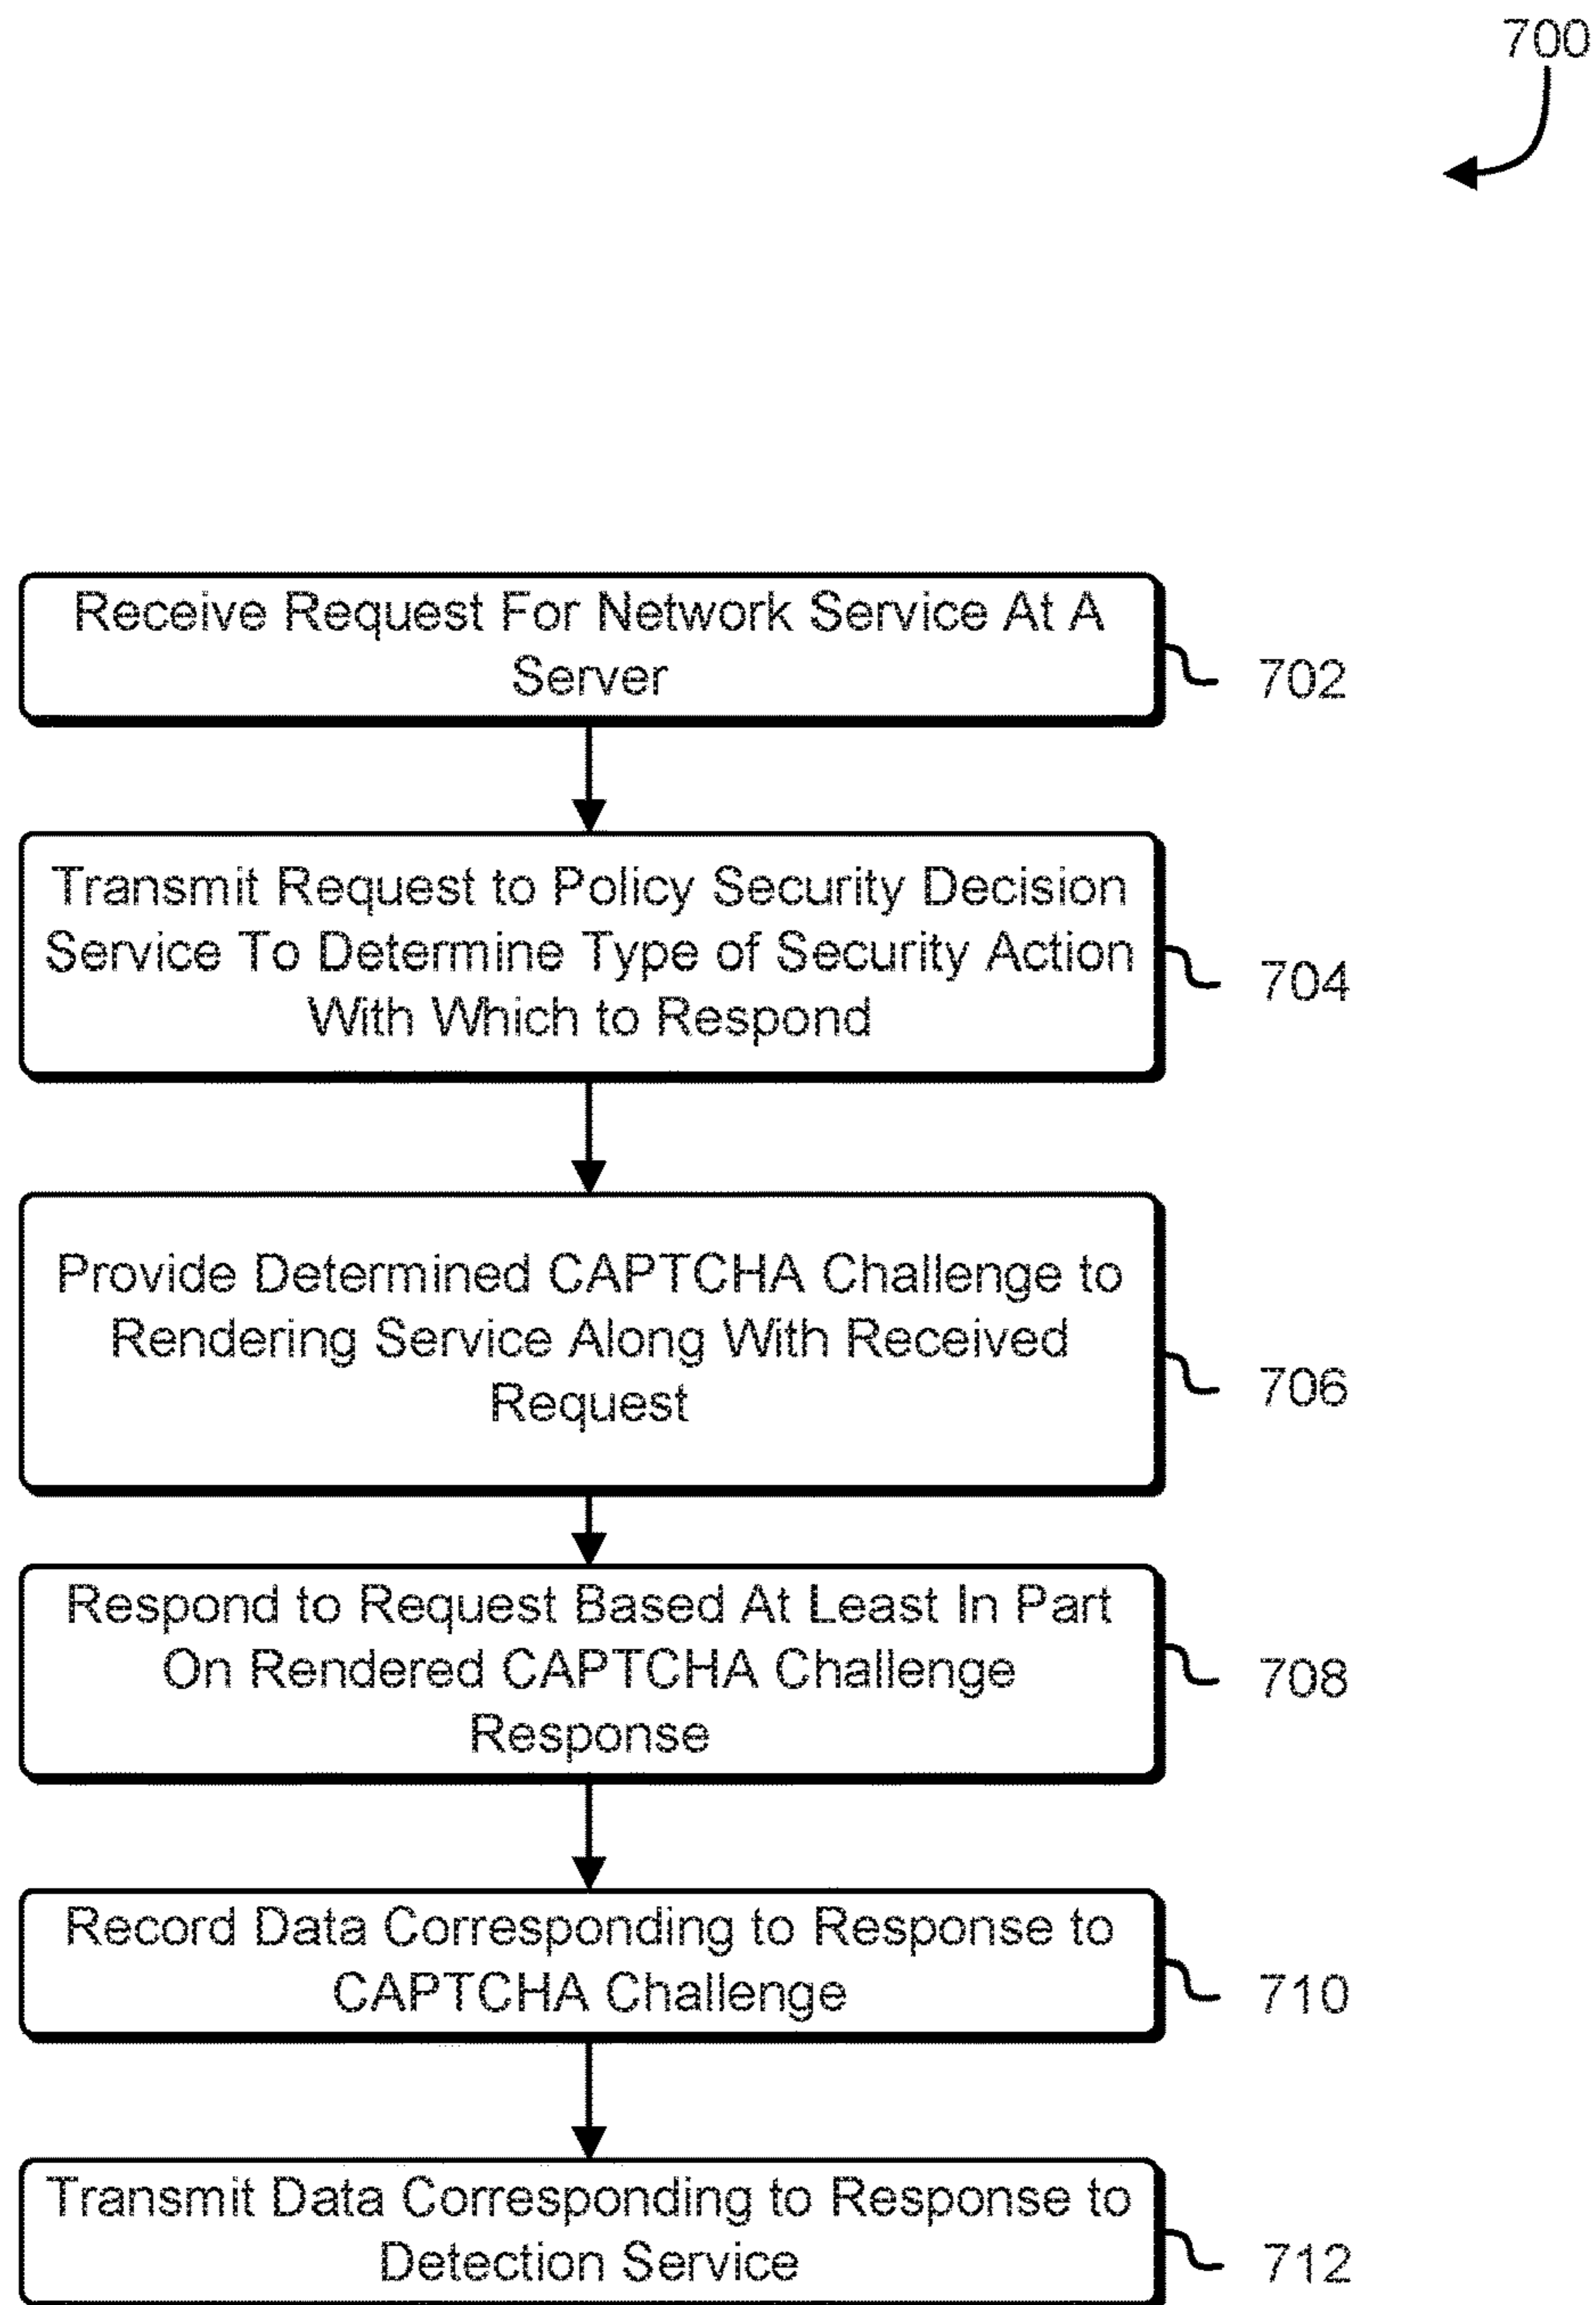 700
Receive Request For Network Service At A
Server
702
Transmit Request to Policy Security Decision
Service To Determine Type of Security Action
With Which to Respond
704
Provide Determined CAPTCHA Challenge to
Rendering Service Along With Received
Request
706
Respond to Request Based At Least In Part
On Rendered CAPTCHA Challenge
Response
708
Record Data Corresponding to Response to
CAPTCHA Challenge
710
Transmit Data Corresponding to Response to
Detection Service
712